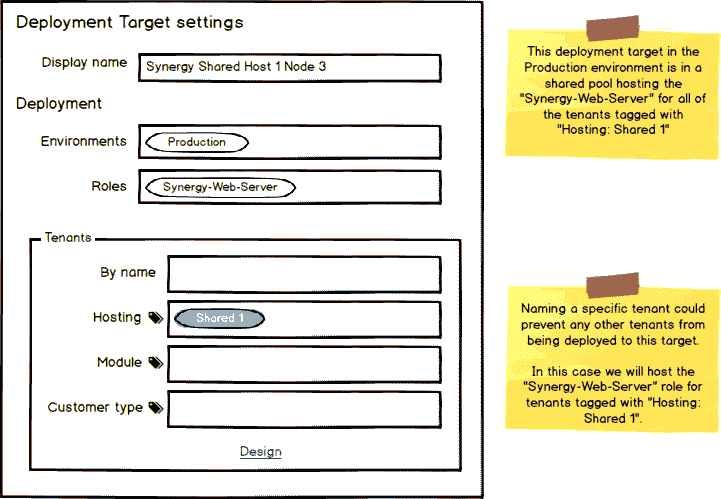 Deployment Target settings
Display name
Synergy Shared Host 1 Node 3
Deployment
Environments
Production
Roles
Synergy-Web-Server
Tenants
By name
Hosting
Shared 1
Module
Customer type
Design
This deployment target in the
Production environment is in a
shared pool hosting the
"Synergy-Web-Server" for all of
the tenants tagged with
"Hosting: Shared 1"
Naming a specific tenant could
prevent any other tenants from
being deployed to this target.
In this case we will host the
"Synergy-Web-Server" role for
tenants tagged with "Hosting:
Shared 1".